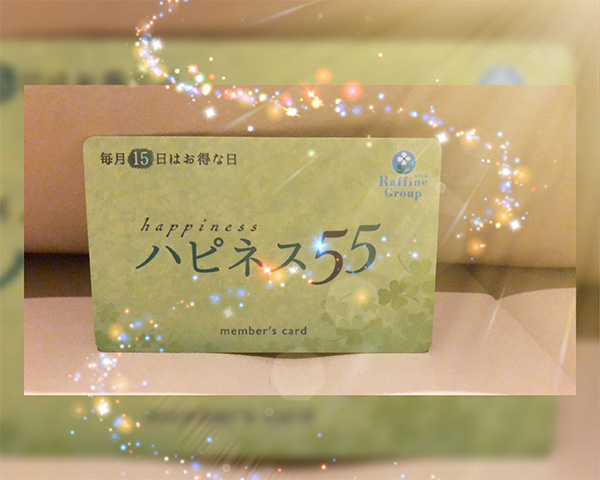 毎月15日はお得な日
Raffine
Group
happiness
ハピネス55
member's card